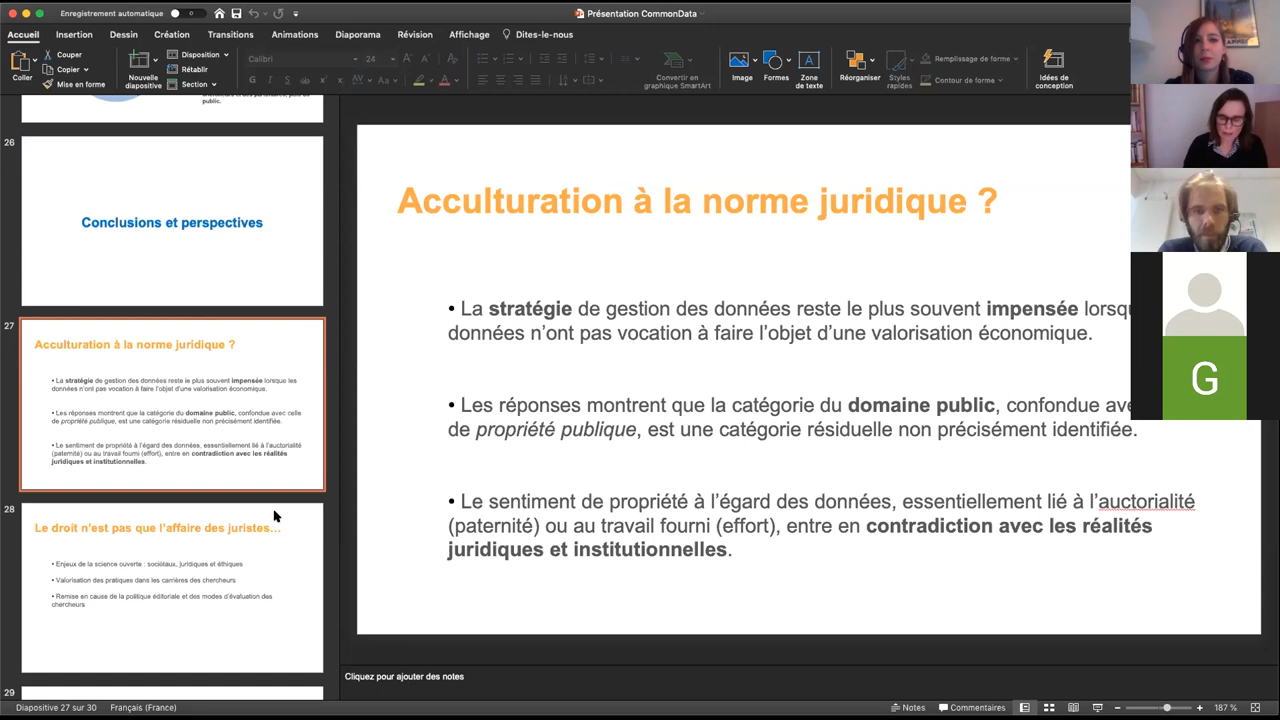 Enregistrement automatique
Présentation CommonData
Accueil Insertion Dessin Création Transitions Animations Diaporama Révision Affichage Dites-le-nous
Coller
Couper
Copier
Mise en forme
Nouvelle
diapositive
Disposition
Rétablir
Section
Calibri 24
Convertir en
graphique SmartArt
Image
Formes
Zone
de texte
Réorganiser
Styles
rapides
Remplissage de forme
Contour de forme
Idées de
conception
public.
26
Conclusions et perspectives
27
Acculturation à la norme juridique ?
• La stratégie de gestion des données reste le plus souvent impensée lorsque les
données n'ont pas vocation à faire l'objet d'une valorisation économique.
• Les réponses montrent que la catégorie du domaine public, confondue avec celle
de propriété publique, est une catégorie résiduelle non précisément identifiée.
• Le sentiment de propriété à l'égard des données, essentiellement lié à l'auctorialité
(paternité) ou au travail fourni (effort), entre en contradiction avec les réalités
juridiques et institutionnelles.
28
Le droit n'est pas que l'affaire des juristes...
• Enjeux de la science ouverte : sociétaux, juridiques et éthiques
• Valorisation des pratiques dans les carrières des chercheurs
• Remise en cause de la politique éditoriale et des modes d'évaluation des
chercheurs
29
Acculturation à la norme juridique ?
• La stratégie de gestion des données reste le plus souvent impensée lorsq
données n'ont pas vocation à faire l'objet d'une valorisation économique.
• Les réponses montrent que la catégorie du domaine public, confondue ave
de propriété publique, est une catégorie résiduelle non précisément identifiée.
• Le sentiment de propriété à l'égard des données, essentiellement lié à l'auctorialité
(paternité) ou au travail fourni (effort), entre en contradiction avec les réalités
juridiques et institutionnelles.
G
Cliquez pour ajouter des notes
Diapositive 27 sur 30 Français (France) Notes Commentaires 187 %